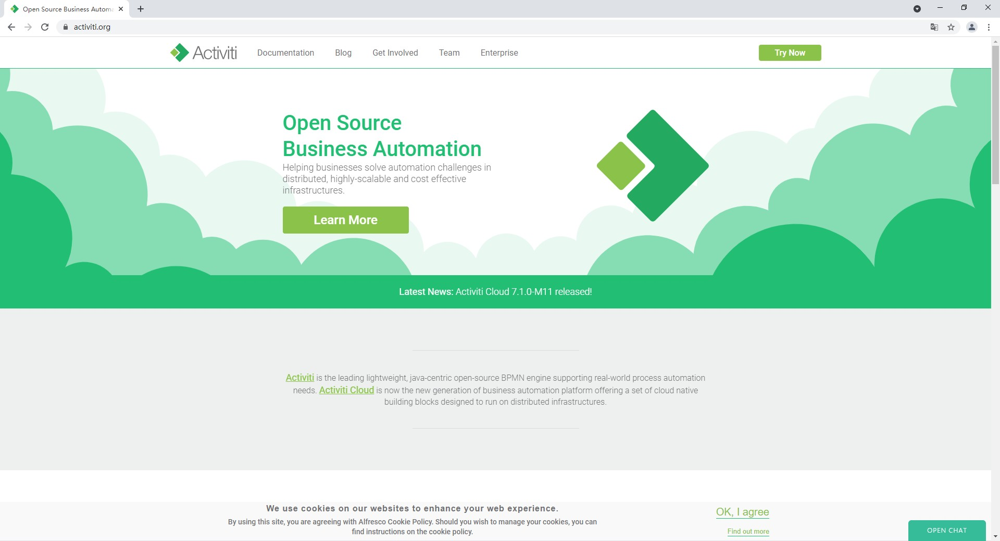 Open Source Business Autom
activiti.org
Activiti
Documentation
Blog
Get Involved
Team
Enterprise
Try Now
Open Source
Business Automation
Helping businesses solve automation challenges in
distributed, highly-scalable and cost effective
infrastructures.
Learn More
Latest News: Activiti Cloud 7.1.0-M11 released!
Activiti is the leading lightweight, java-centric open-source BPMN engine supporting real-world process automation
needs. Activiti Cloud is now the new generation of business automation platform offering a set of cloud native
building blocks designed to run on distributed infrastructures.
We use cookies on our websites to enhance your web experience.
By using this site, you are agreeing with Alfresco Cookie Policy. Should you wish to manage your cookies, you can
find instructions on the cookie policy.
OK, I agree
Find out more
OPEN CHAT